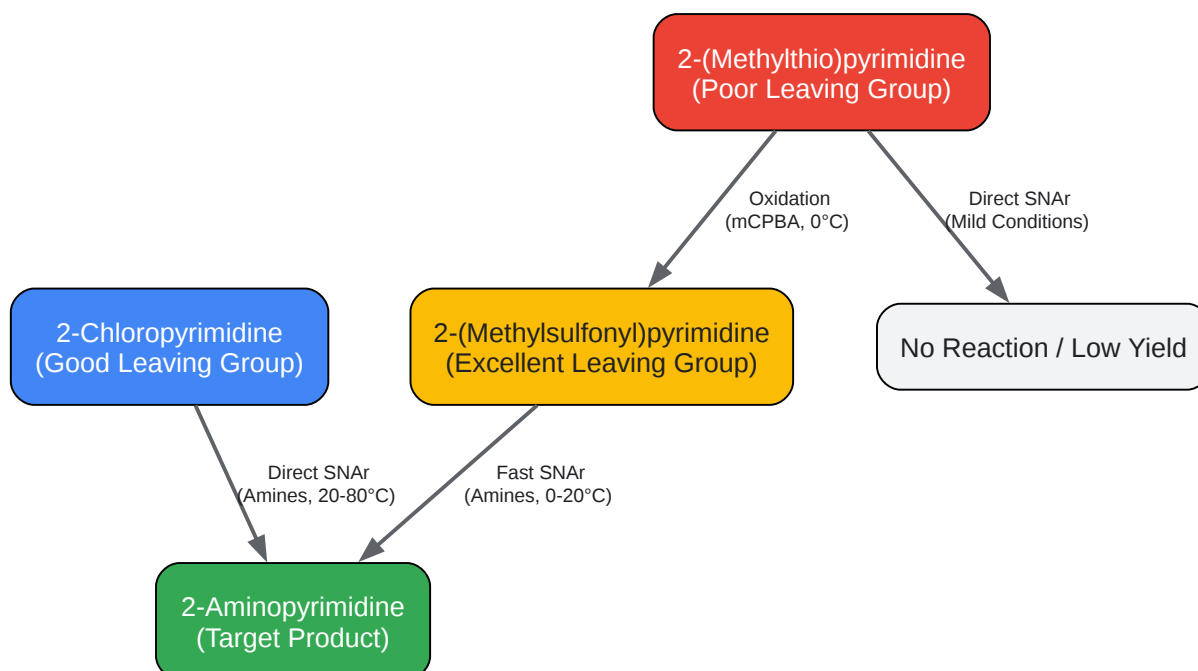 2-(Methylthio)pyrimidine
(Poor Leaving Group)
Oxidation
(mCPBA, 0°C)
Direct SNAr
(Mild Conditions)
2-Chloropyrimidine
(Good Leaving Group)
2-(Methylsulfonyl)pyrimidine
(Excellent Leaving Group)
No Reaction / Low Yield
Direct SNAr
(Amines, 20-80°C)
Fast SNAr
(Amines, 0-20°C)
2-Aminopyrimidine
(Target Product)